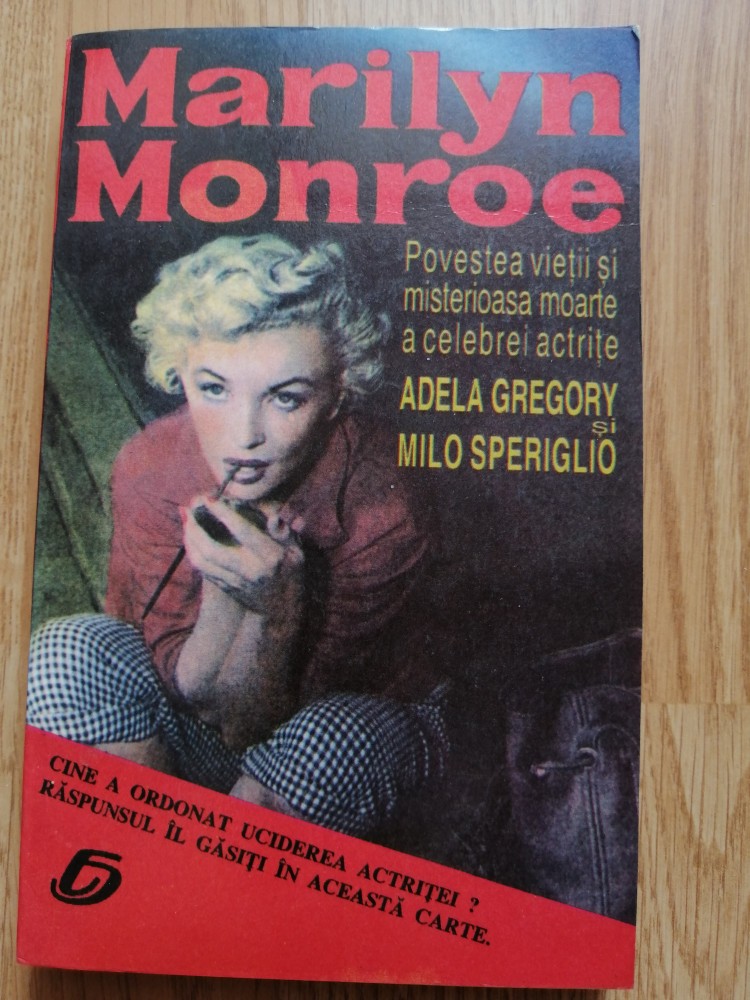 Marilyn
Monroe
Povestea vieții și
misterioasa moarte
a celebrei actrițe
ADELA GREGORY
și
MILO SPERIGLIO
CINE A ORDONAT UCIDEREA ACTRIȚEI ?
RĂSPUNSUL ÎL GĂSIȚI ÎN ACEASTĂ CARTE.